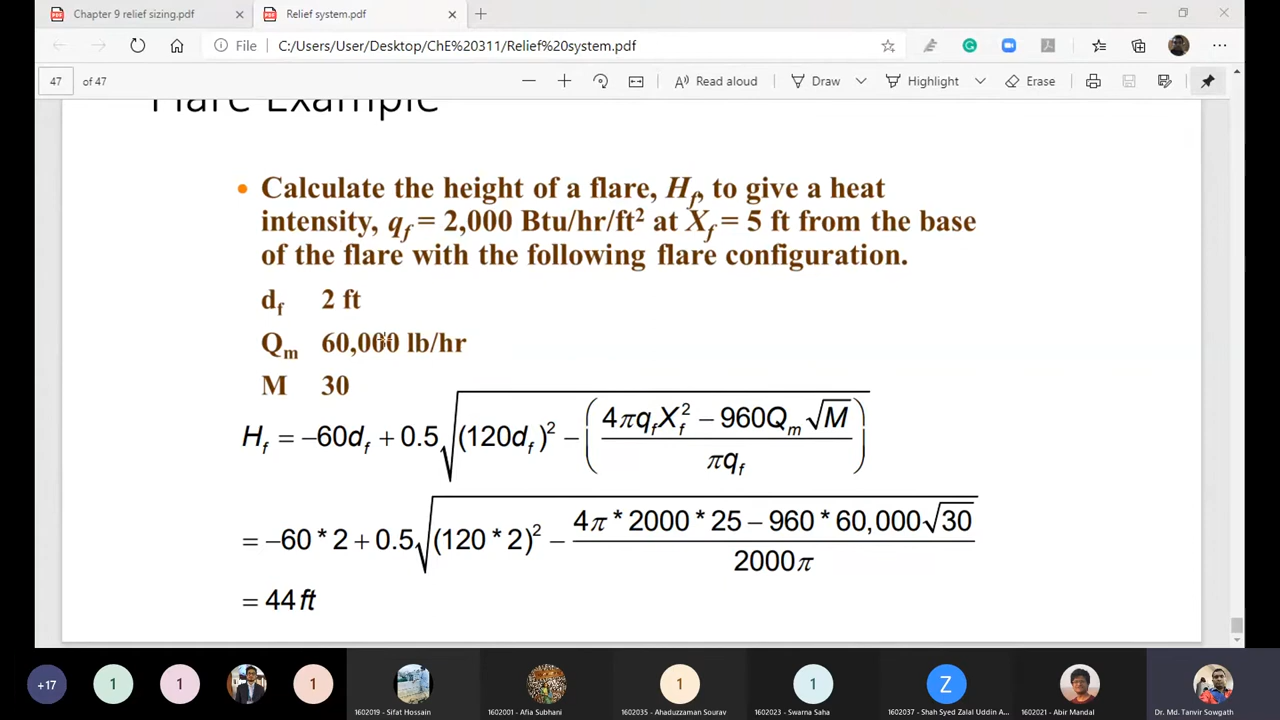 Chapter 9 relief sizing.pdf
Relief system.pdf
File C:/Users/User/Desktop/ChE%20311/Relief%20system.pdf
47 of 47
Read aloud
Draw
Highlight
Erase
Flare Example
• Calculate the height of a flare, H_f, to give a heat
intensity, q_f = 2,000 Btu/hr/ft² at X_f = 5 ft from the base
of the flare with the following flare configuration.
d_f 2 ft
Q_m 60,000 lb/hr
M 30
H_f = −60d_f + 0.5√((120d_f)² − ((4πq_f X_f² − 960Q_m√M)/(πq_f)))
= −60 * 2 + 0.5√((120 * 2)² − (4π * 2000 * 25 − 960 * 60,000√30)/(2000π))
= 44 ft
+17
1
1
1
1
1
Z
1602019 - Sifat Hossain
1602001 - Afia Subhani
1602035 - Ahaduzzaman Sourav
1602023 - Swarna Saha
1602037 - Shah Syed Zalal Uddin A...
1602021 - Abir Mandal
Dr. Md. Tanvir Sowgath